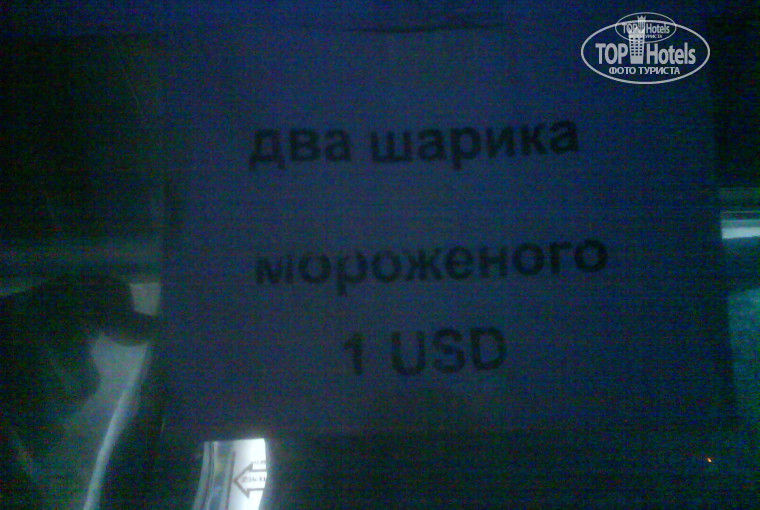 TOP Hotels
ФОТО ТУРИСТА
два шарика
мороженого
1 USD